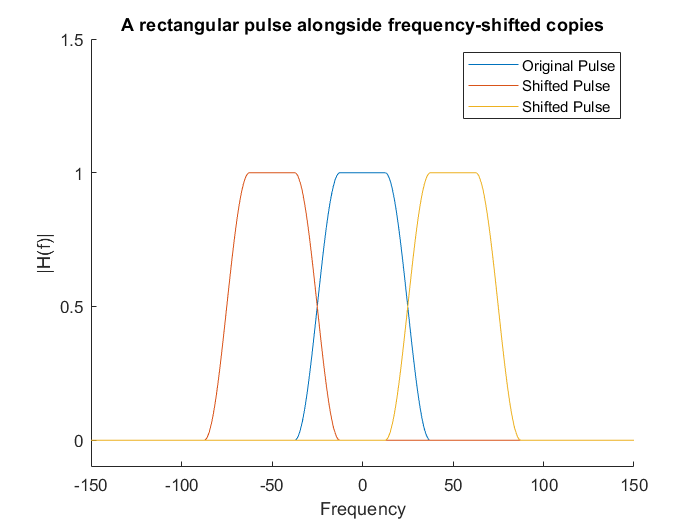 A rectangular pulse alongside frequency-shifted copies
1.5
Original Pulse
Shifted Pulse
Shifted Pulse
1
|H(f)|
0.5
0
-150 -100 -50 0 50 100 150
Frequency